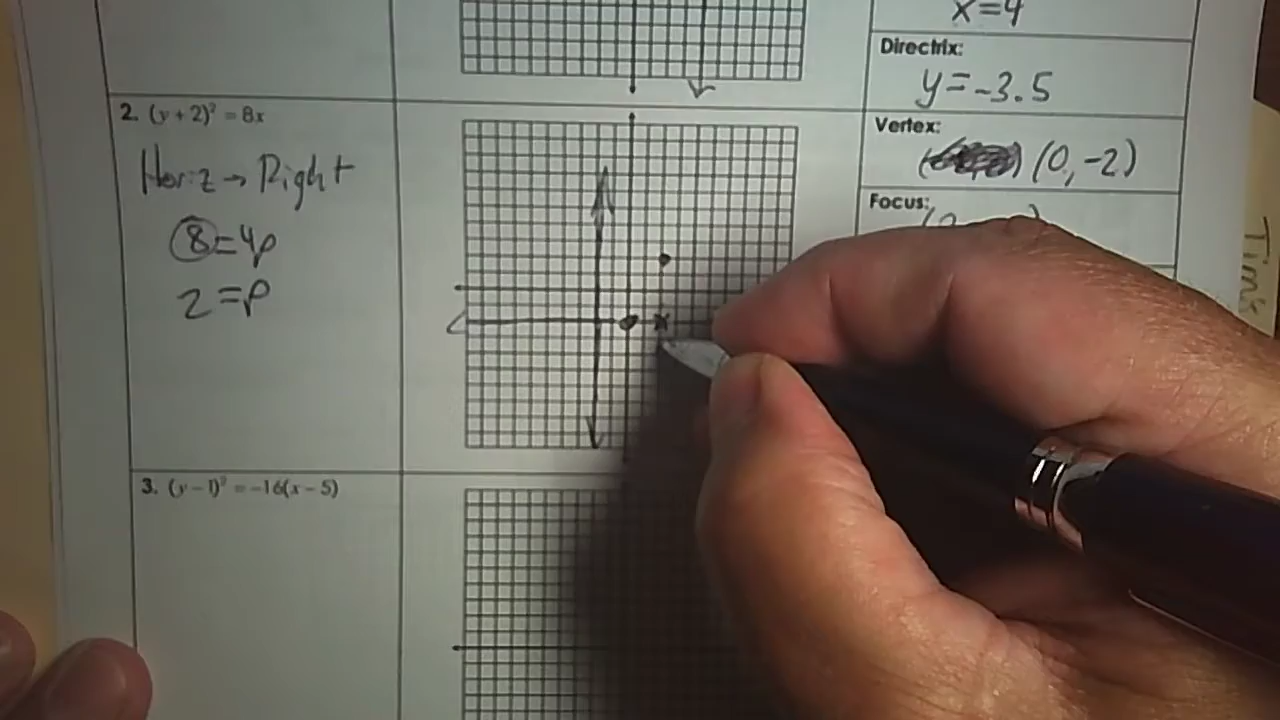 x=4
Directrix:
y=-3.5
2. (y + 2)² = 8x
Horiz → Right
8=4p
2=p
Vertex:
(0,-2)
Focus:
3. (y – 1)² = –16(x – 5)
Tim's